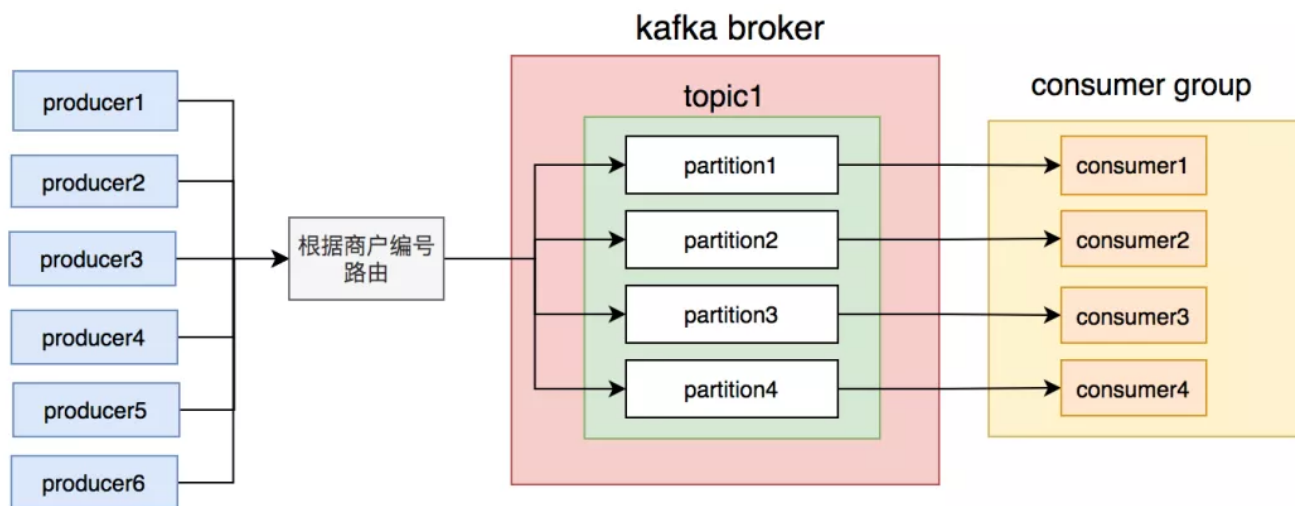 kafka broker
consumer group
topic1
producer1
producer2
producer3
producer4
producer5
producer6
根据商户编号
路由
partition1
partition2
partition3
partition4
consumer1
consumer2
consumer3
consumer4